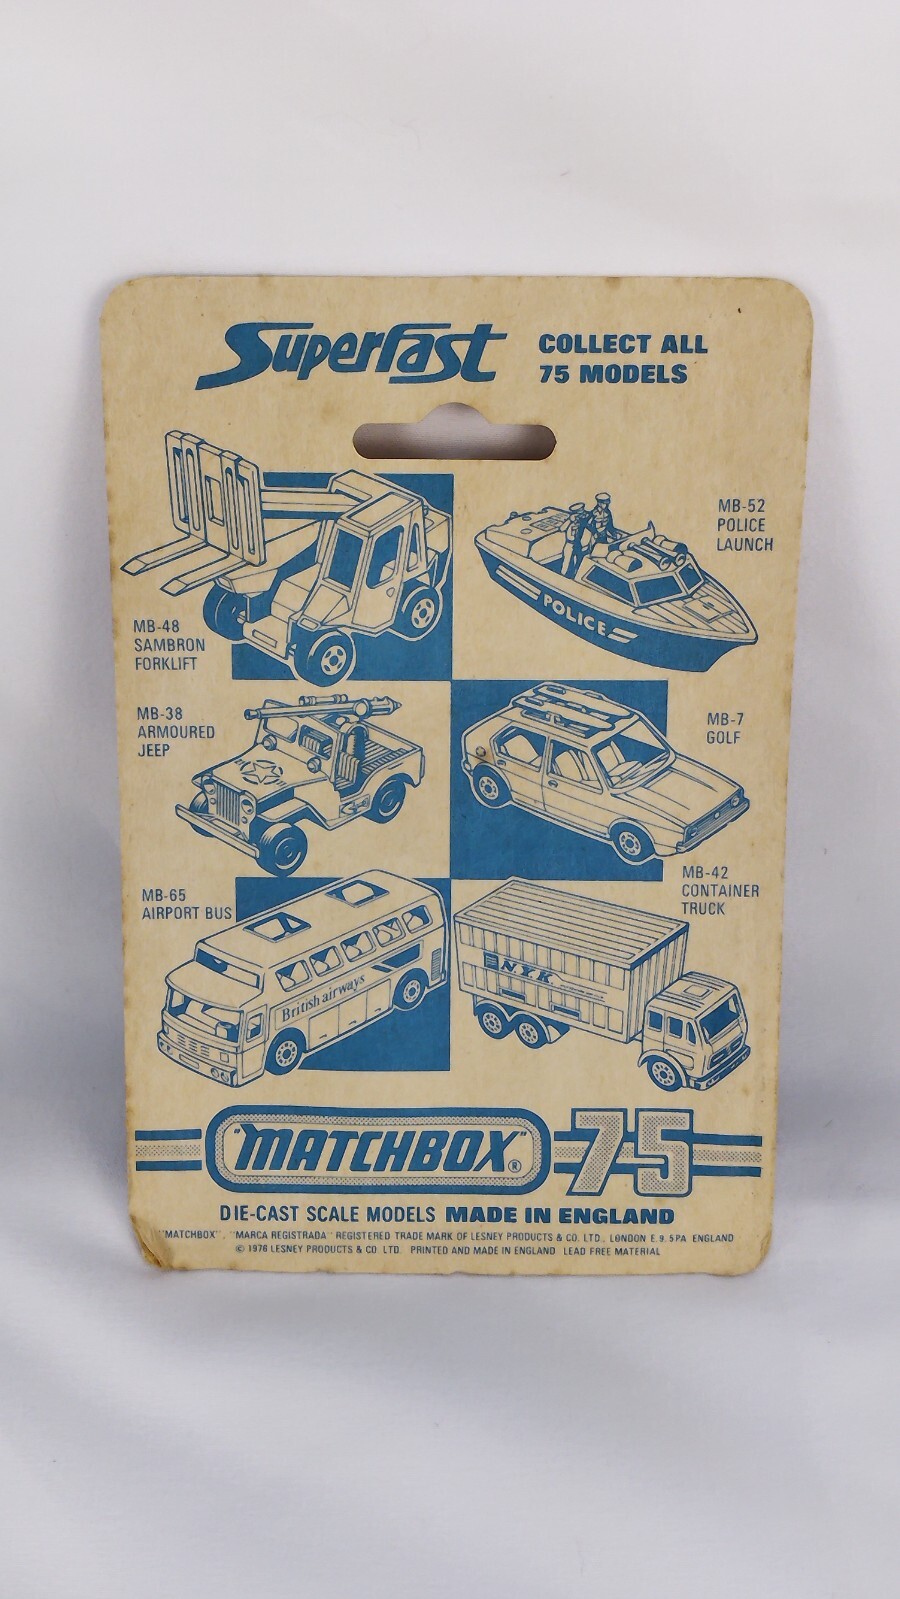 Superfast
COLLECT ALL
75 MODELS
MB-52
POLICE
LAUNCH
POLICE
MB-48
SAMBRON
FORKLIFT
MB-38
ARMOURED
JEEP
MB-7
GOLF
MB-42
CONTAINER
TRUCK
MB-65
AIRPORT BUS
N.Y.K.
British airways
"MATCHBOX"® 75
DIE-CAST SCALE MODELS MADE IN ENGLAND
"MATCHBOX", "MARCA REGISTRADA" REGISTERED TRADE MARK OF LESNEY PRODUCTS & CO. LTD., LONDON E.9. 5PA ENGLAND
© 1976 LESNEY PRODUCTS & CO. LTD. PRINTED AND MADE IN ENGLAND LEAD FREE MATERIAL